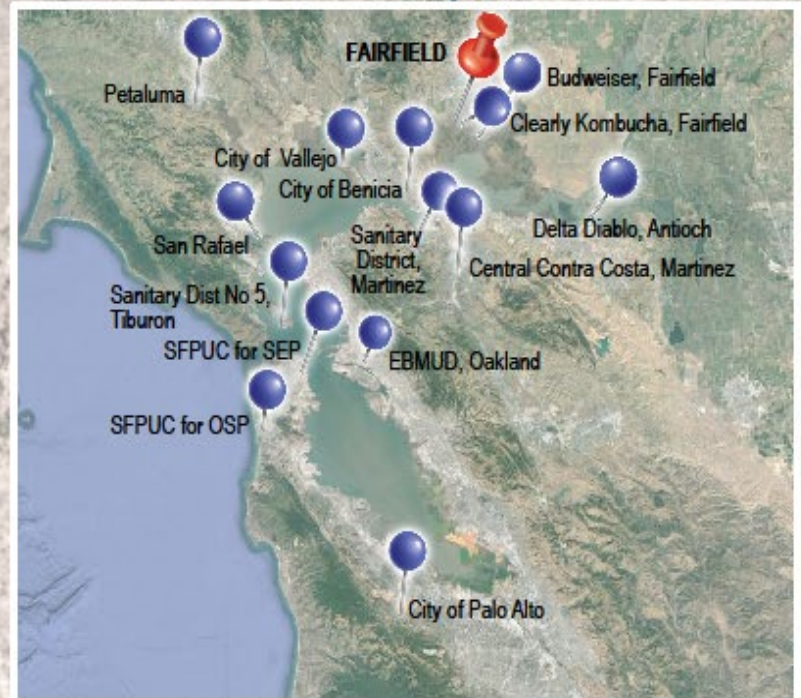 FAIRFIELD
Petaluma
Budweiser, Fairfield
Clearly Kombucha, Fairfield
City of Vallejo
City of Benicia
San Rafael
Sanitary
District,
Martinez
Delta Diablo, Antioch
Central Contra Costa, Martinez
Sanitary Dist No 5,
Tiburon
SFPUC for SEP
EBMUD, Oakland
SFPUC for OSP
City of Palo Alto